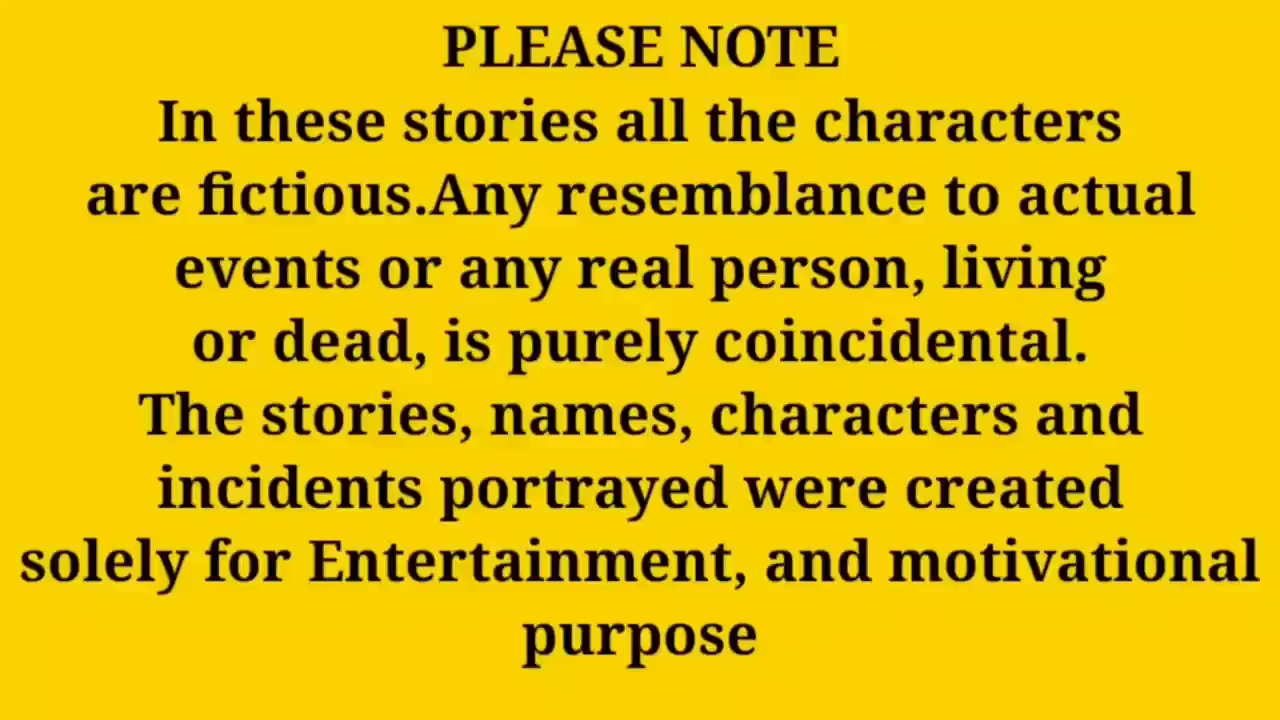 PLEASE NOTE
In these stories all the characters
are fictious.Any resemblance to actual
events or any real person, living
or dead, is purely coincidental.
The stories, names, characters and
incidents portrayed were created
solely for Entertainment, and motivational
purpose